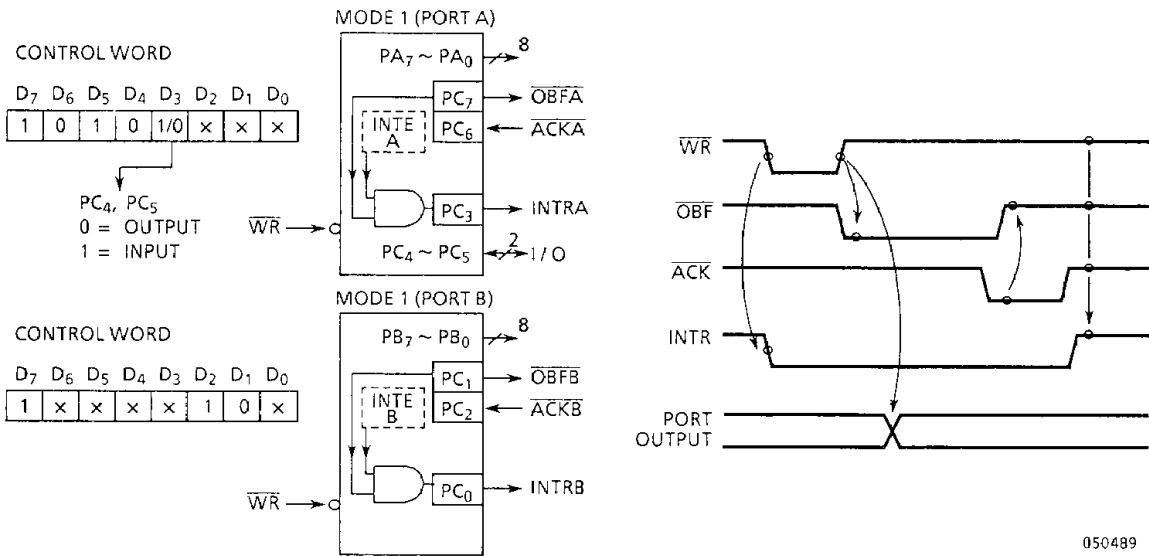 MODE 1 (PORT A)
CONTROL WORD
D7 D6 D5 D4 D3 D2 D1 D0
1 0 1 0 1/0 × × ×
PC4, PC5
0 = OUTPUT
1 = INPUT
PA7 ~ PA0 8
PC7 OBFA
INTE A
PC6 ACKA
PC3 INTRA
WR
PC4 ~ PC5 2 I/O
MODE 1 (PORT B)
CONTROL WORD
D7 D6 D5 D4 D3 D2 D1 D0
1 × × × × 1 0 ×
PB7 ~ PB0 8
PC1 OBFB
INTE B
PC2 ACKB
PC0 INTRB
WR
WR
OBF
ACK
INTR
PORT
OUTPUT
050489